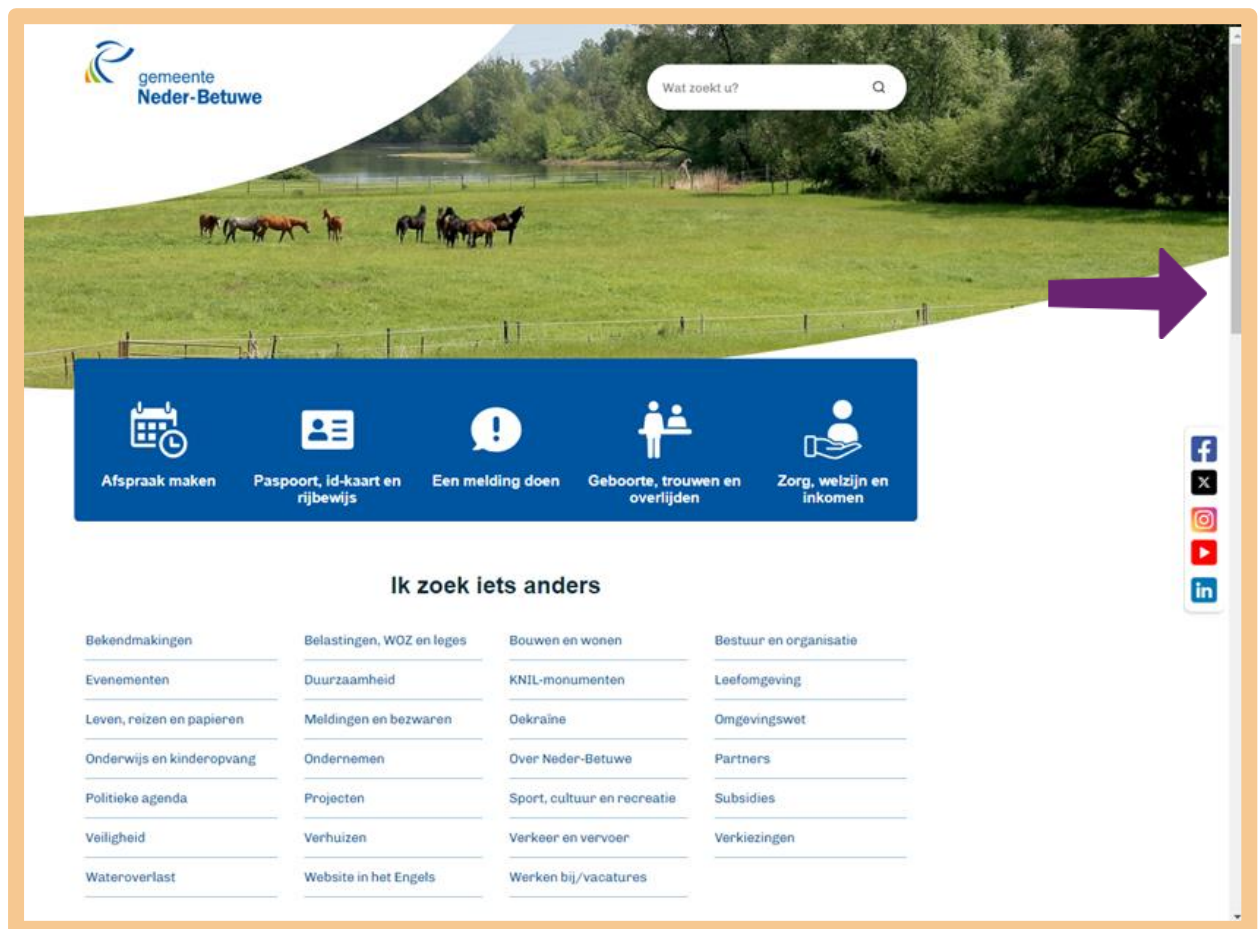 gemeente
Neder-Betuwe
Wat zoekt u?
Afspraak maken
Paspoort, id-kaart en
rijbewijs
Een melding doen
Geboorte, trouwen en
overlijden
Zorg, welzijn en
inkomen
Ik zoek iets anders
Bekendmakingen
Belastingen, WOZ en leges
Bouwen en wonen
Bestuur en organisatie
Evenementen
Duurzaamheid
KNIL-monumenten
Leefomgeving
Leven, reizen en papieren
Meldingen en bezwaren
Oekraïne
Omgevingswet
Onderwijs en kinderopvang
Ondernemen
Over Neder-Betuwe
Partners
Politieke agenda
Projecten
Sport, cultuur en recreatie
Subsidies
Veiligheid
Verhuizen
Verkeer en vervoer
Verkiezingen
Wateroverlast
Website in het Engels
Werken bij/vacatures